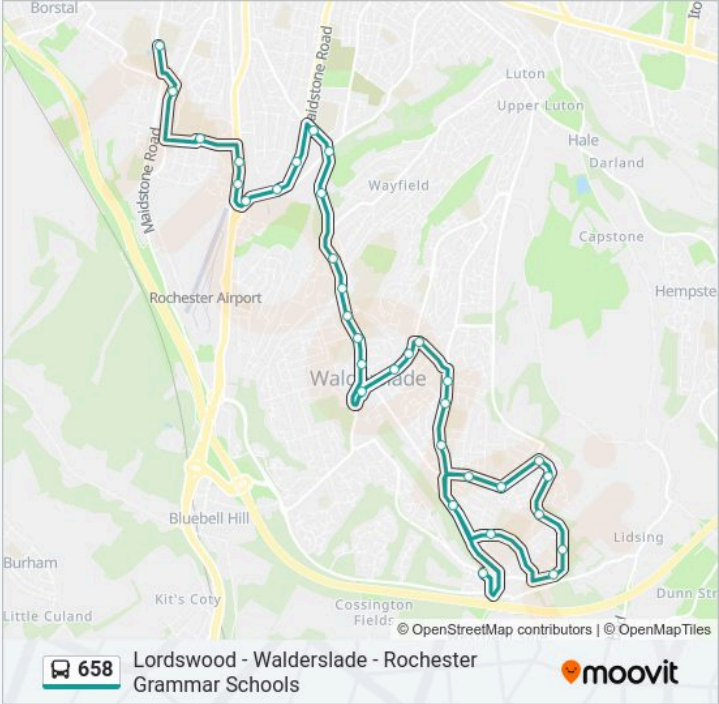 Borstal
Ito
Maidstone Road
Luton
Upper Luton
Hale
Darland
Maidstone Road
Wayfield
Capstone
Rochester Airport
Hempste
Walderslade
Bluebell Hill
Lidsing
Burham
Kit's Coty
Dunn Str
Little Culand
Cossington
Fields
© OpenStreetMap contributors | © OpenMapTiles
658
Lordswood - Walderslade - Rochester
Grammar Schools
moovit